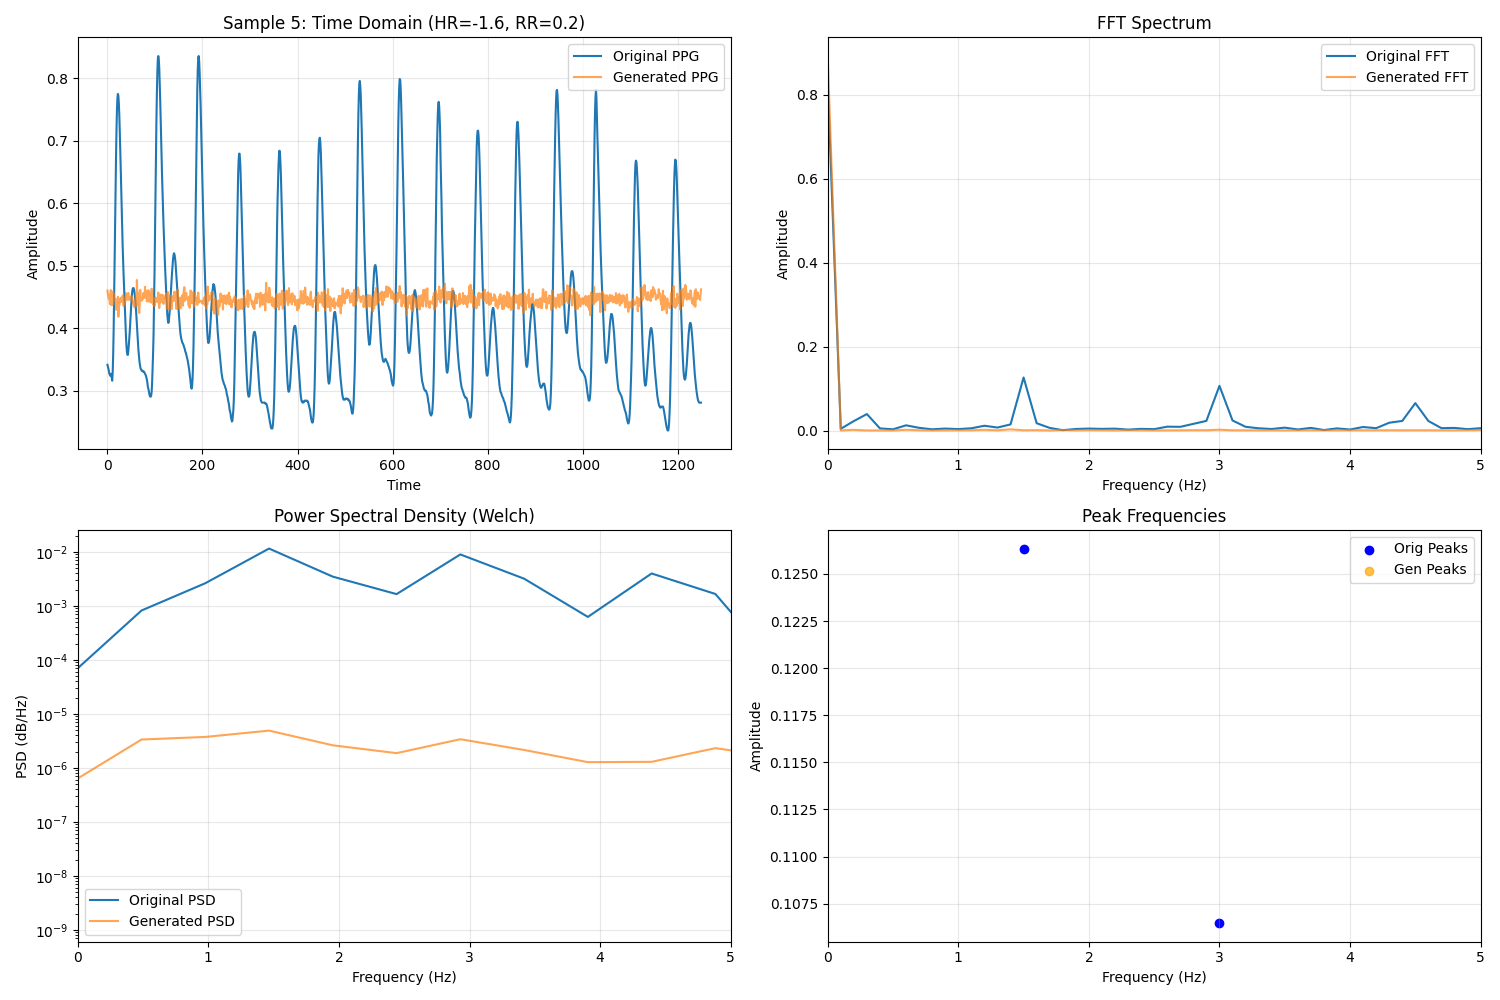 Sample 5: Time Domain (HR=-1.6, RR=0.2)
Original PPG
Generated PPG
Amplitude
0.8
0.7
0.6
0.5
0.4
0.3
0 200 400 600 800 1000 1200
Time
FFT Spectrum
Original FFT
Generated FFT
Amplitude
0.8
0.6
0.4
0.2
0.0
0 1 2 3 4 5
Frequency (Hz)
Power Spectral Density (Welch)
PSD (dB/Hz)
10⁻²
10⁻³
10⁻⁴
10⁻⁵
10⁻⁶
10⁻⁷
10⁻⁸
10⁻⁹
Original PSD
Generated PSD
0 1 2 3 4 5
Frequency (Hz)
Peak Frequencies
Orig Peaks
Gen Peaks
Amplitude
0.1250
0.1225
0.1200
0.1175
0.1150
0.1125
0.1100
0.1075
0 1 2 3 4 5
Frequency (Hz)